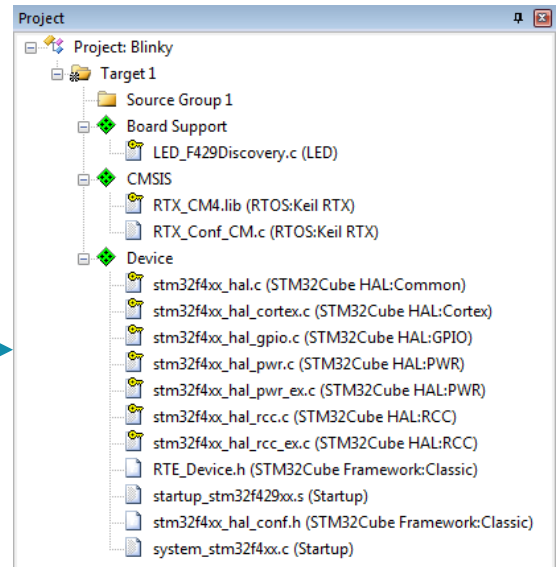 Project
Project: Blinky
Target 1
Source Group 1
Board Support
LED_F429Discovery.c (LED)
CMSIS
RTX_CM4.lib (RTOS:Keil RTX)
RTX_Conf_CM.c (RTOS:Keil RTX)
Device
stm32f4xx_hal.c (STM32Cube HAL:Common)
stm32f4xx_hal_cortex.c (STM32Cube HAL:Cortex)
stm32f4xx_hal_gpio.c (STM32Cube HAL:GPIO)
stm32f4xx_hal_pwr.c (STM32Cube HAL:PWR)
stm32f4xx_hal_pwr_ex.c (STM32Cube HAL:PWR)
stm32f4xx_hal_rcc.c (STM32Cube HAL:RCC)
stm32f4xx_hal_rcc_ex.c (STM32Cube HAL:RCC)
RTE_Device.h (STM32Cube Framework:Classic)
startup_stm32f429xx.s (Startup)
stm32f4xx_hal_conf.h (STM32Cube Framework:Classic)
system_stm32f4xx.c (Startup)